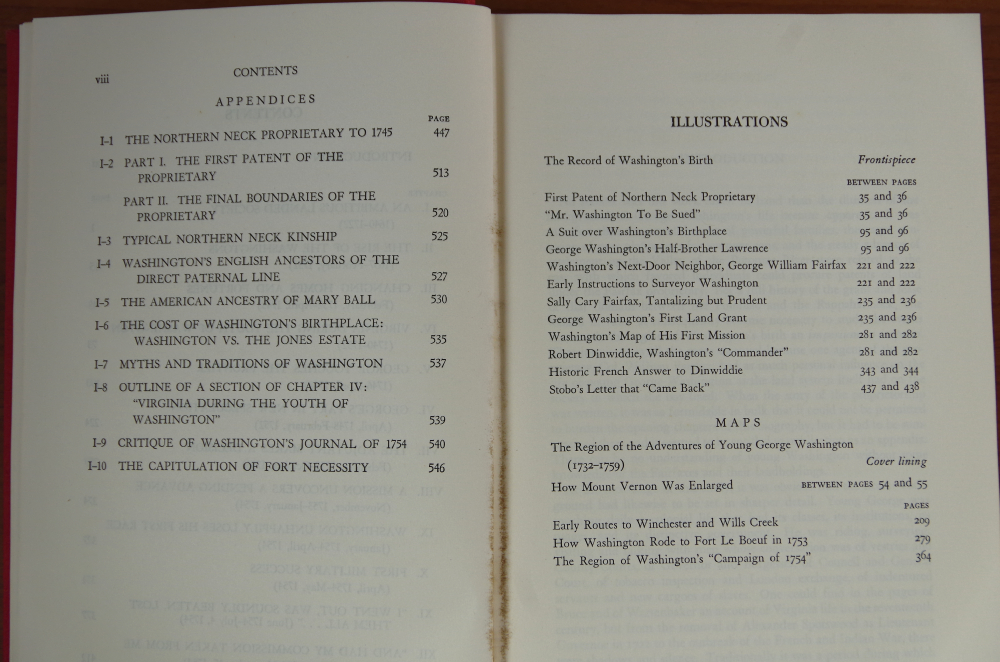 viii
CONTENTS
APPENDICES
PAGE
I-1 THE NORTHERN NECK PROPRIETARY TO 1745 447
I-2 PART I. THE FIRST PATENT OF THE
PROPRIETARY 513
PART II. THE FINAL BOUNDARIES OF THE
PROPRIETARY 520
I-3 TYPICAL NORTHERN NECK KINSHIP 525
I-4 WASHINGTON'S ENGLISH ANCESTORS OF THE
DIRECT PATERNAL LINE 527
I-5 THE AMERICAN ANCESTRY OF MARY BALL 530
I-6 THE COST OF WASHINGTON'S BIRTHPLACE:
WASHINGTON VS. THE JONES ESTATE 535
I-7 MYTHS AND TRADITIONS OF WASHINGTON 537
I-8 OUTLINE OF A SECTION OF CHAPTER IV:
"VIRGINIA DURING THE YOUTH OF
WASHINGTON" 539
I-9 CRITIQUE OF WASHINGTON'S JOURNAL OF 1754 540
I-10 THE CAPITULATION OF FORT NECESSITY 546
ILLUSTRATIONS
The Record of Washington's Birth Frontispiece
BETWEEN PAGES
First Patent of Northern Neck Proprietary 35 and 36
"Mr. Washington To Be Sued" 35 and 36
A Suit over Washington's Birthplace 95 and 96
George Washington's Half-Brother Lawrence 95 and 96
Washington's Next-Door Neighbor, George William Fairfax 221 and 222
Early Instructions to Surveyor Washington 221 and 222
Sally Cary Fairfax, Tantalizing but Prudent 235 and 236
George Washington's First Land Grant 235 and 236
Washington's Map of His First Mission 281 and 282
Robert Dinwiddie, Washington's "Commander" 281 and 282
Historic French Answer to Dinwiddie 343 and 344
Stobo's Letter that "Came Back" 437 and 438
MAPS
The Region of the Adventures of Young George Washington
(1732-1759) Cover lining
How Mount Vernon Was Enlarged BETWEEN PAGES 54 and 55
PAGES
Early Routes to Winchester and Wills Creek 209
How Washington Rode to Fort Le Boeuf in 1753 279
The Region of Washington's "Campaign of 1754" 364